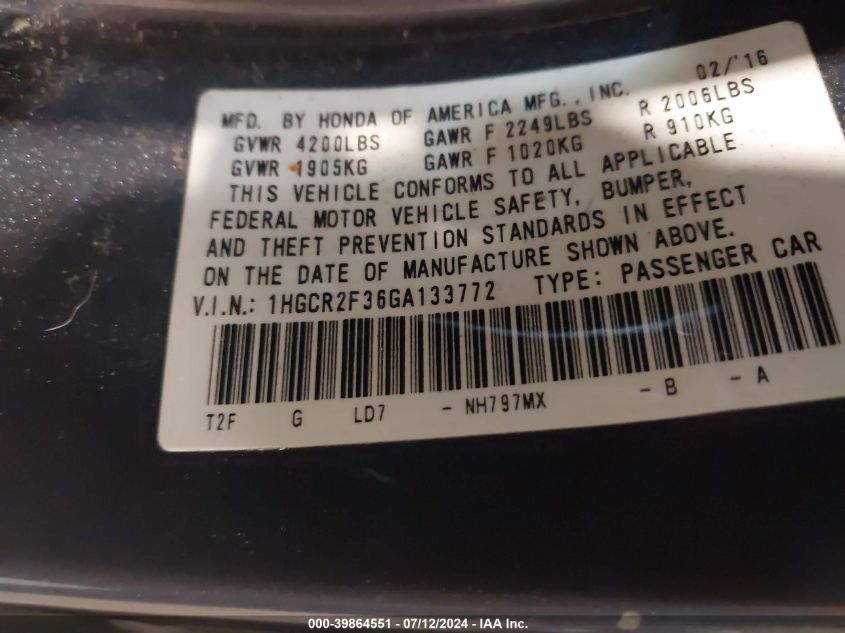 MFD. BY HONDA OF AMERICA MFG., INC. 02/'16
GVWR 4200LBS GAWR F 2249LBS R 2006LBS
GVWR 1905KG GAWR F 1020KG R 910KG
THIS VEHICLE CONFORMS TO ALL APPLICABLE
FEDERAL MOTOR VEHICLE SAFETY, BUMPER,
AND THEFT PREVENTION STANDARDS IN EFFECT
ON THE DATE OF MANUFACTURE SHOWN ABOVE.
V.I.N.: 1HGCR2F36GA133772 TYPE: PASSENGER CAR
T2F G LD7 - NH797MX - B - A
000-39864551 - 07/12/2024 - IAA Inc.